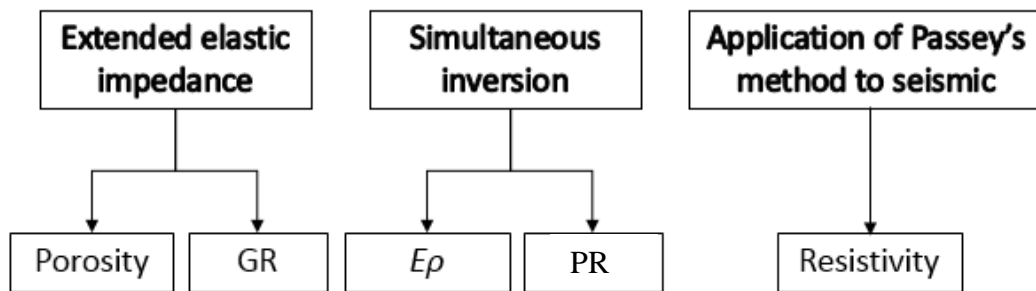 Extended elastic
impedance
Simultaneous
inversion
Application of Passey's
method to seismic
Porosity
GR
Eρ
PR
Resistivity